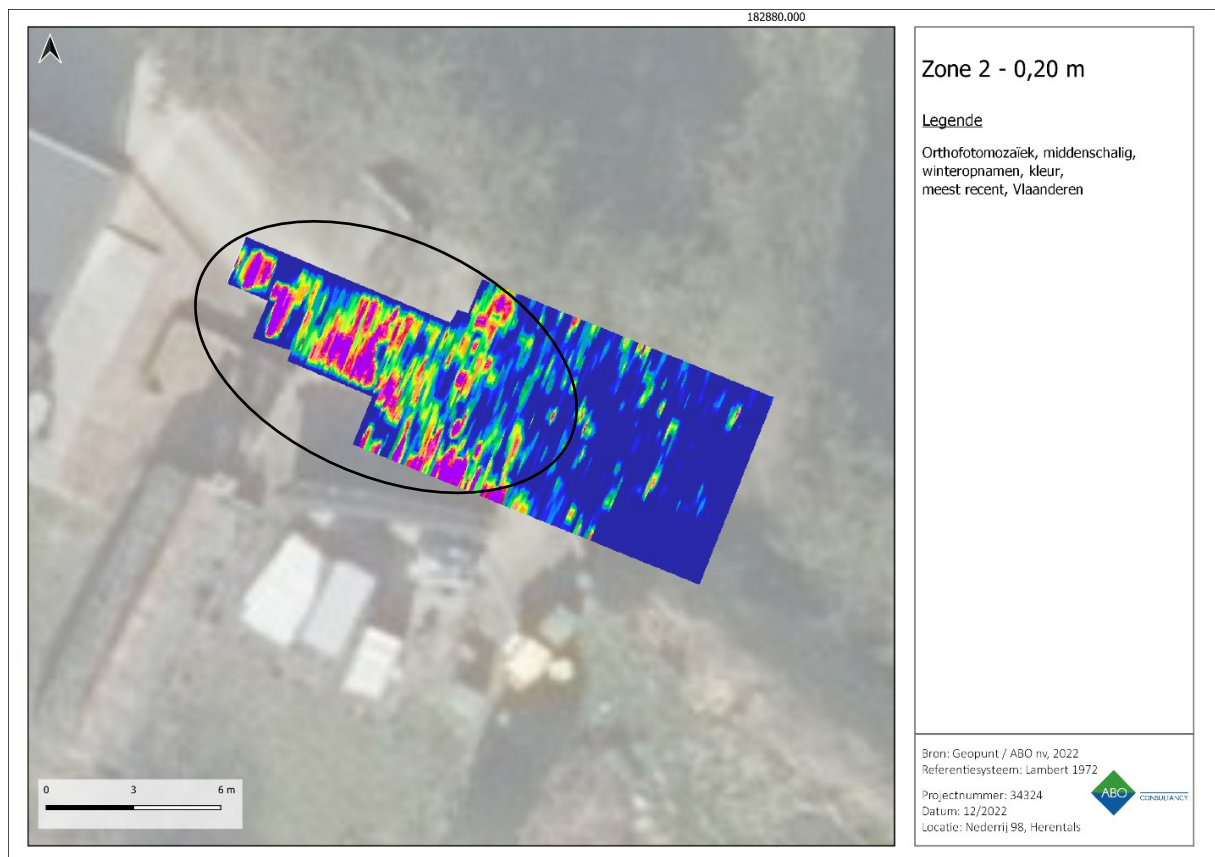 182880.000
Zone 2 - 0,20 m
Legende
Orthofotomozaïek, middenschalig,
winteropnamen, kleur,
meest recent, Vlaanderen
0 3 6 m
Bron: Geopunt / ABO nv, 2022
Referentiesysteem: Lambert 1972
Projectnummer: 34324
Datum: 12/2022
Locatie: Nederrij 98, Herentals
ABO CONSULTANCY